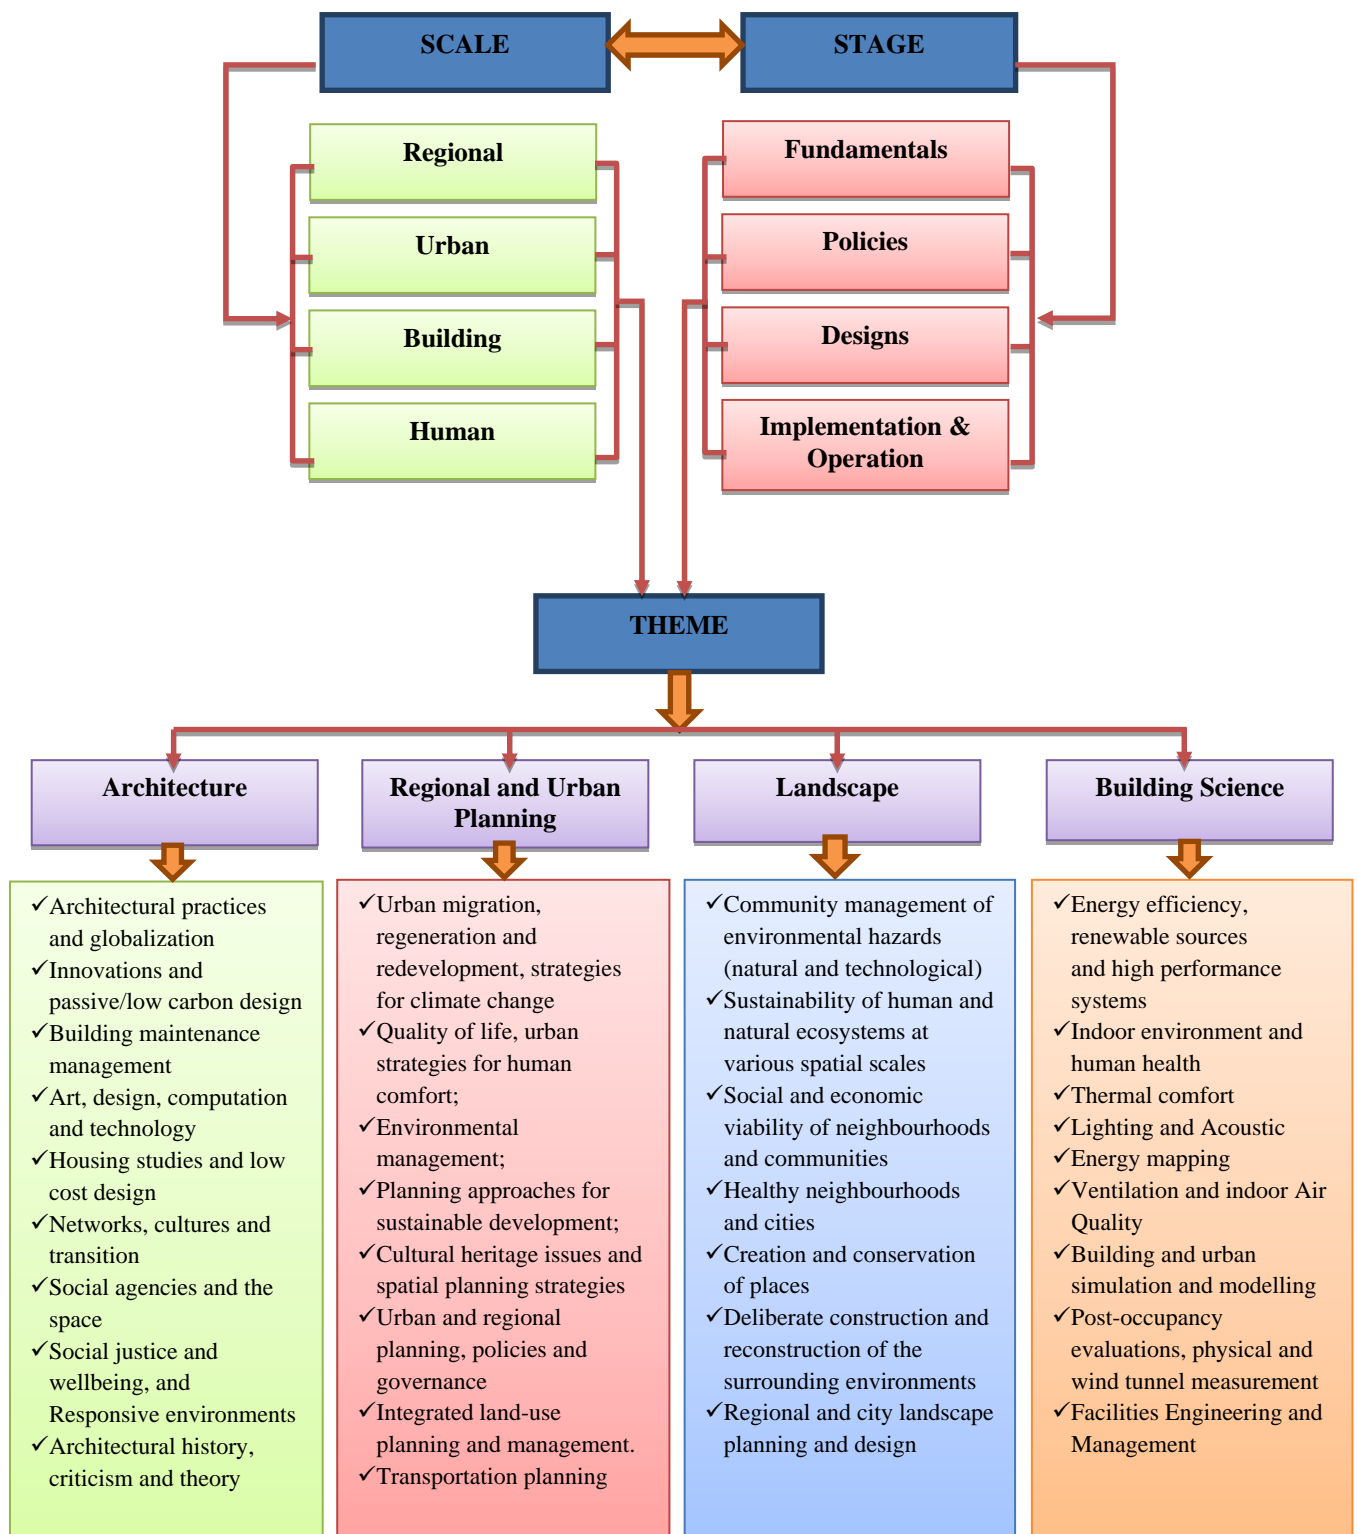 SCALE
STAGE
Regional
Urban
Building
Human
Fundamentals
Policies
Designs
Implementation &
Operation
THEME
Architecture
Regional and Urban
Planning
Landscape
Building Science
✓Architectural practices
and globalization
✓Innovations and
passive/low carbon design
✓Building maintenance
management
✓Art, design, computation
and technology
✓Housing studies and low
cost design
✓Networks, cultures and
transition
✓Social agencies and the
space
✓Social justice and
wellbeing, and
Responsive environments
✓Architectural history,
criticism and theory
✓Urban migration,
regeneration and
redevelopment, strategies
for climate change
✓Quality of life, urban
strategies for human
comfort;
✓Environmental
management;
✓Planning approaches for
sustainable development;
✓Cultural heritage issues and
spatial planning strategies
✓Urban and regional
planning, policies and
governance
✓Integrated land-use
planning and management.
✓Transportation planning
✓Community management of
environmental hazards
(natural and technological)
✓Sustainability of human and
natural ecosystems at
various spatial scales
✓Social and economic
viability of neighbourhoods
and communities
✓Healthy neighbourhoods
and cities
✓Creation and conservation
of places
✓Deliberate construction and
reconstruction of the
surrounding environments
✓Regional and city landscape
planning and design
✓Energy efficiency,
renewable sources
and high performance
systems
✓Indoor environment and
human health
✓Thermal comfort
✓Lighting and Acoustic
✓Energy mapping
✓Ventilation and indoor Air
Quality
✓Building and urban
simulation and modelling
✓Post-occupancy
evaluations, physical and
wind tunnel measurement
✓Facilities Engineering and
Management